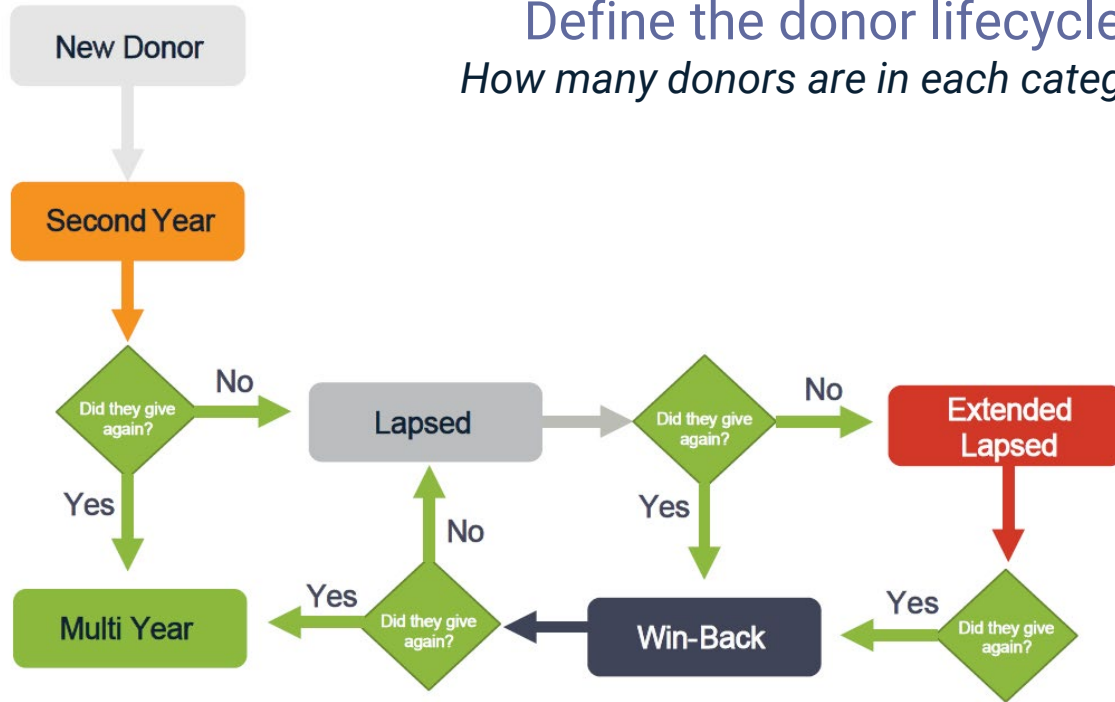 Define the donor lifecycle
How many donors are in each categ
New Donor
Second Year
Did they give
again?
No
Yes
Lapsed
Did they give
again?
No
Yes
Extended
Lapsed
Did they give
again?
Yes
Win-Back
Did they give
again?
No
Yes
Multi Year